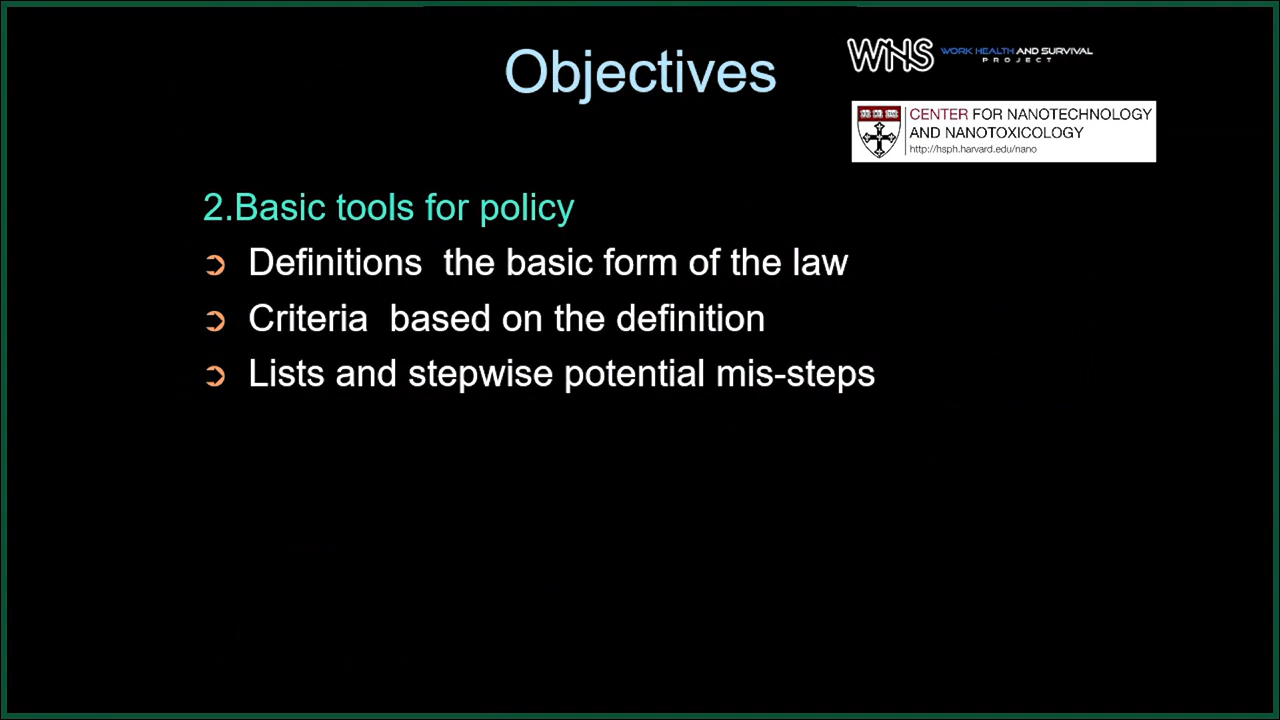 Objectives
WHS WORK HEALTH AND SURVIVAL
PROJECT
CENTER FOR NANOTECHNOLOGY
AND NANOTOXICOLOGY
http://hsph.harvard.edu/nano
2.Basic tools for policy
➲ Definitions the basic form of the law
➲ Criteria based on the definition
➲ Lists and stepwise potential mis-steps